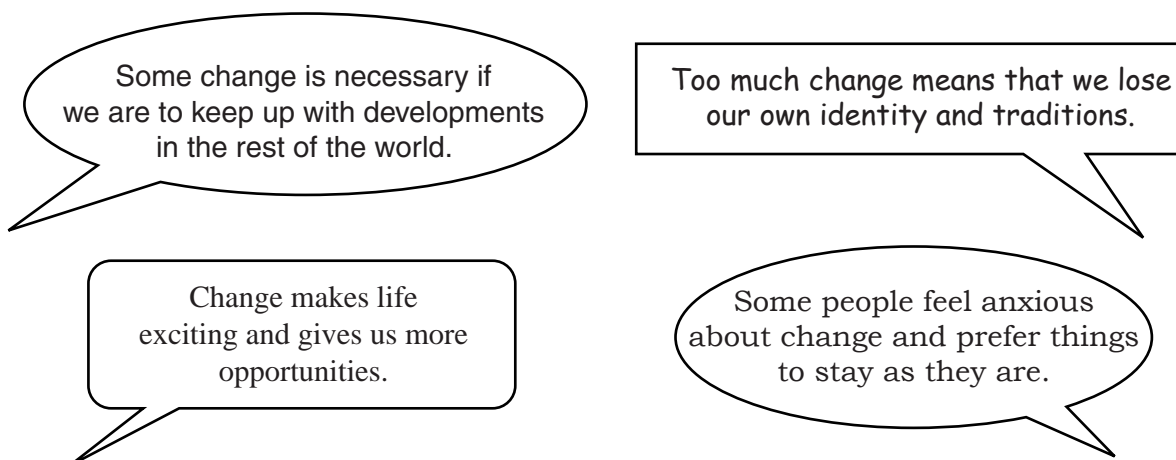 Some change is necessary if
we are to keep up with developments
in the rest of the world.
Too much change means that we lose
our own identity and traditions.
Change makes life
exciting and gives us more
opportunities.
Some people feel anxious
about change and prefer things
to stay as they are.